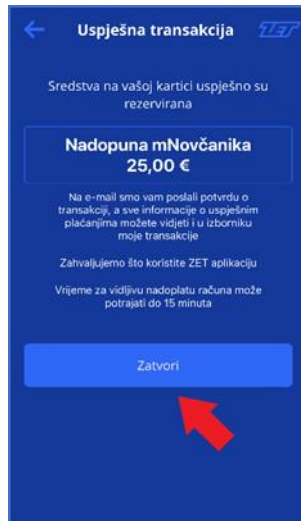 Uspješna transakcija
ZET
Sredstva na vašoj kartici uspješno su
rezervirana
Nadopuna mNovčanika
25,00 €
Na e-mail smo vam poslali potvrdu o
transakciji, a sve informacije o uspješnim
plaćanjima možete vidjeti i u izborniku
moje transakcije
Zahvaljujemo što koristite ZET aplikaciju
Vrijeme za vidljivu nadoplatu računa može
potrajati do 15 minuta
Zatvori